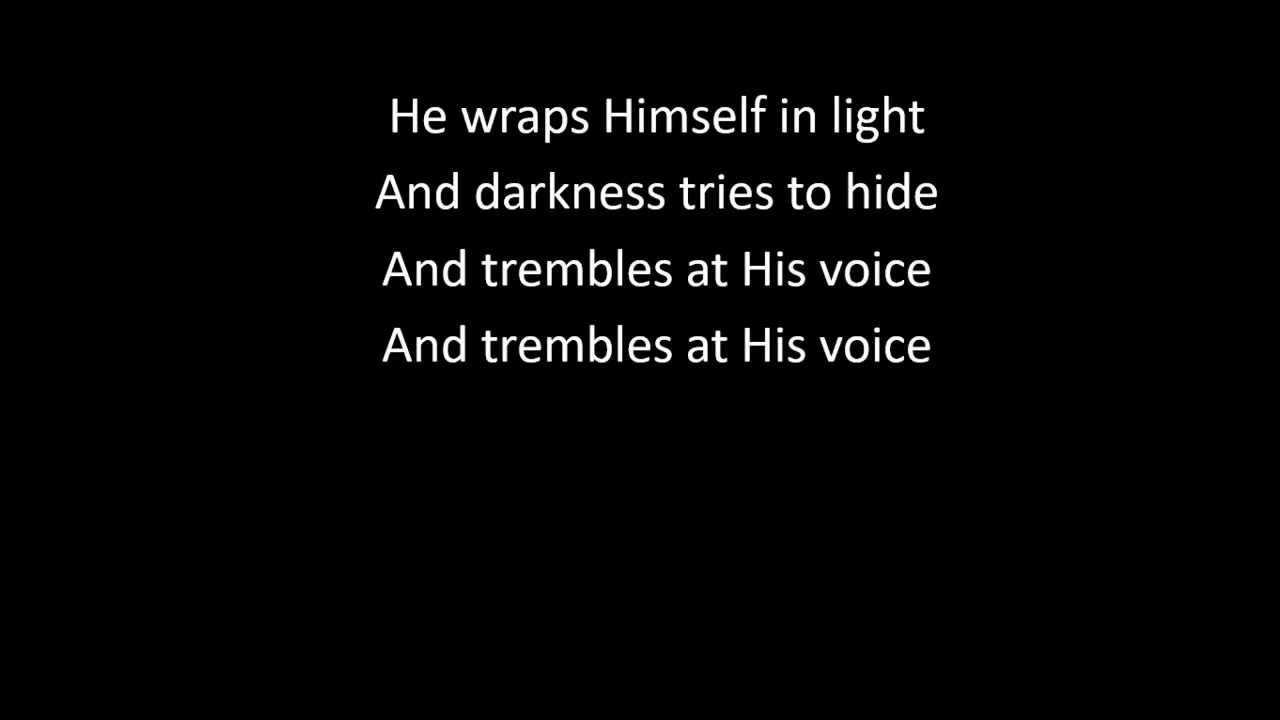 He wraps Himself in light
And darkness tries to hide
And trembles at His voice
And trembles at His voice